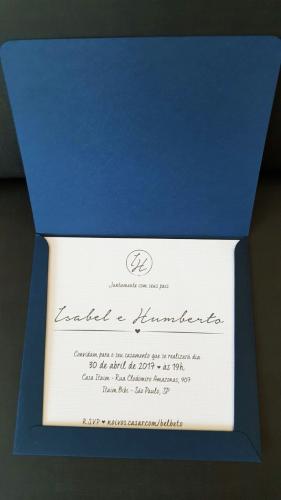 IH
Juntamente com seus pais
Isabel e Humberto
Convidam para o seu casamento que se realizará dia
30 de abril de 2017 ♥ às 19h.
Casa Itaim - Rua Clodomiro Amazonas, 907
Itaim Bibi - São Paulo, SP
R.S.V.P ♥ noivos.casar.com/belbeto